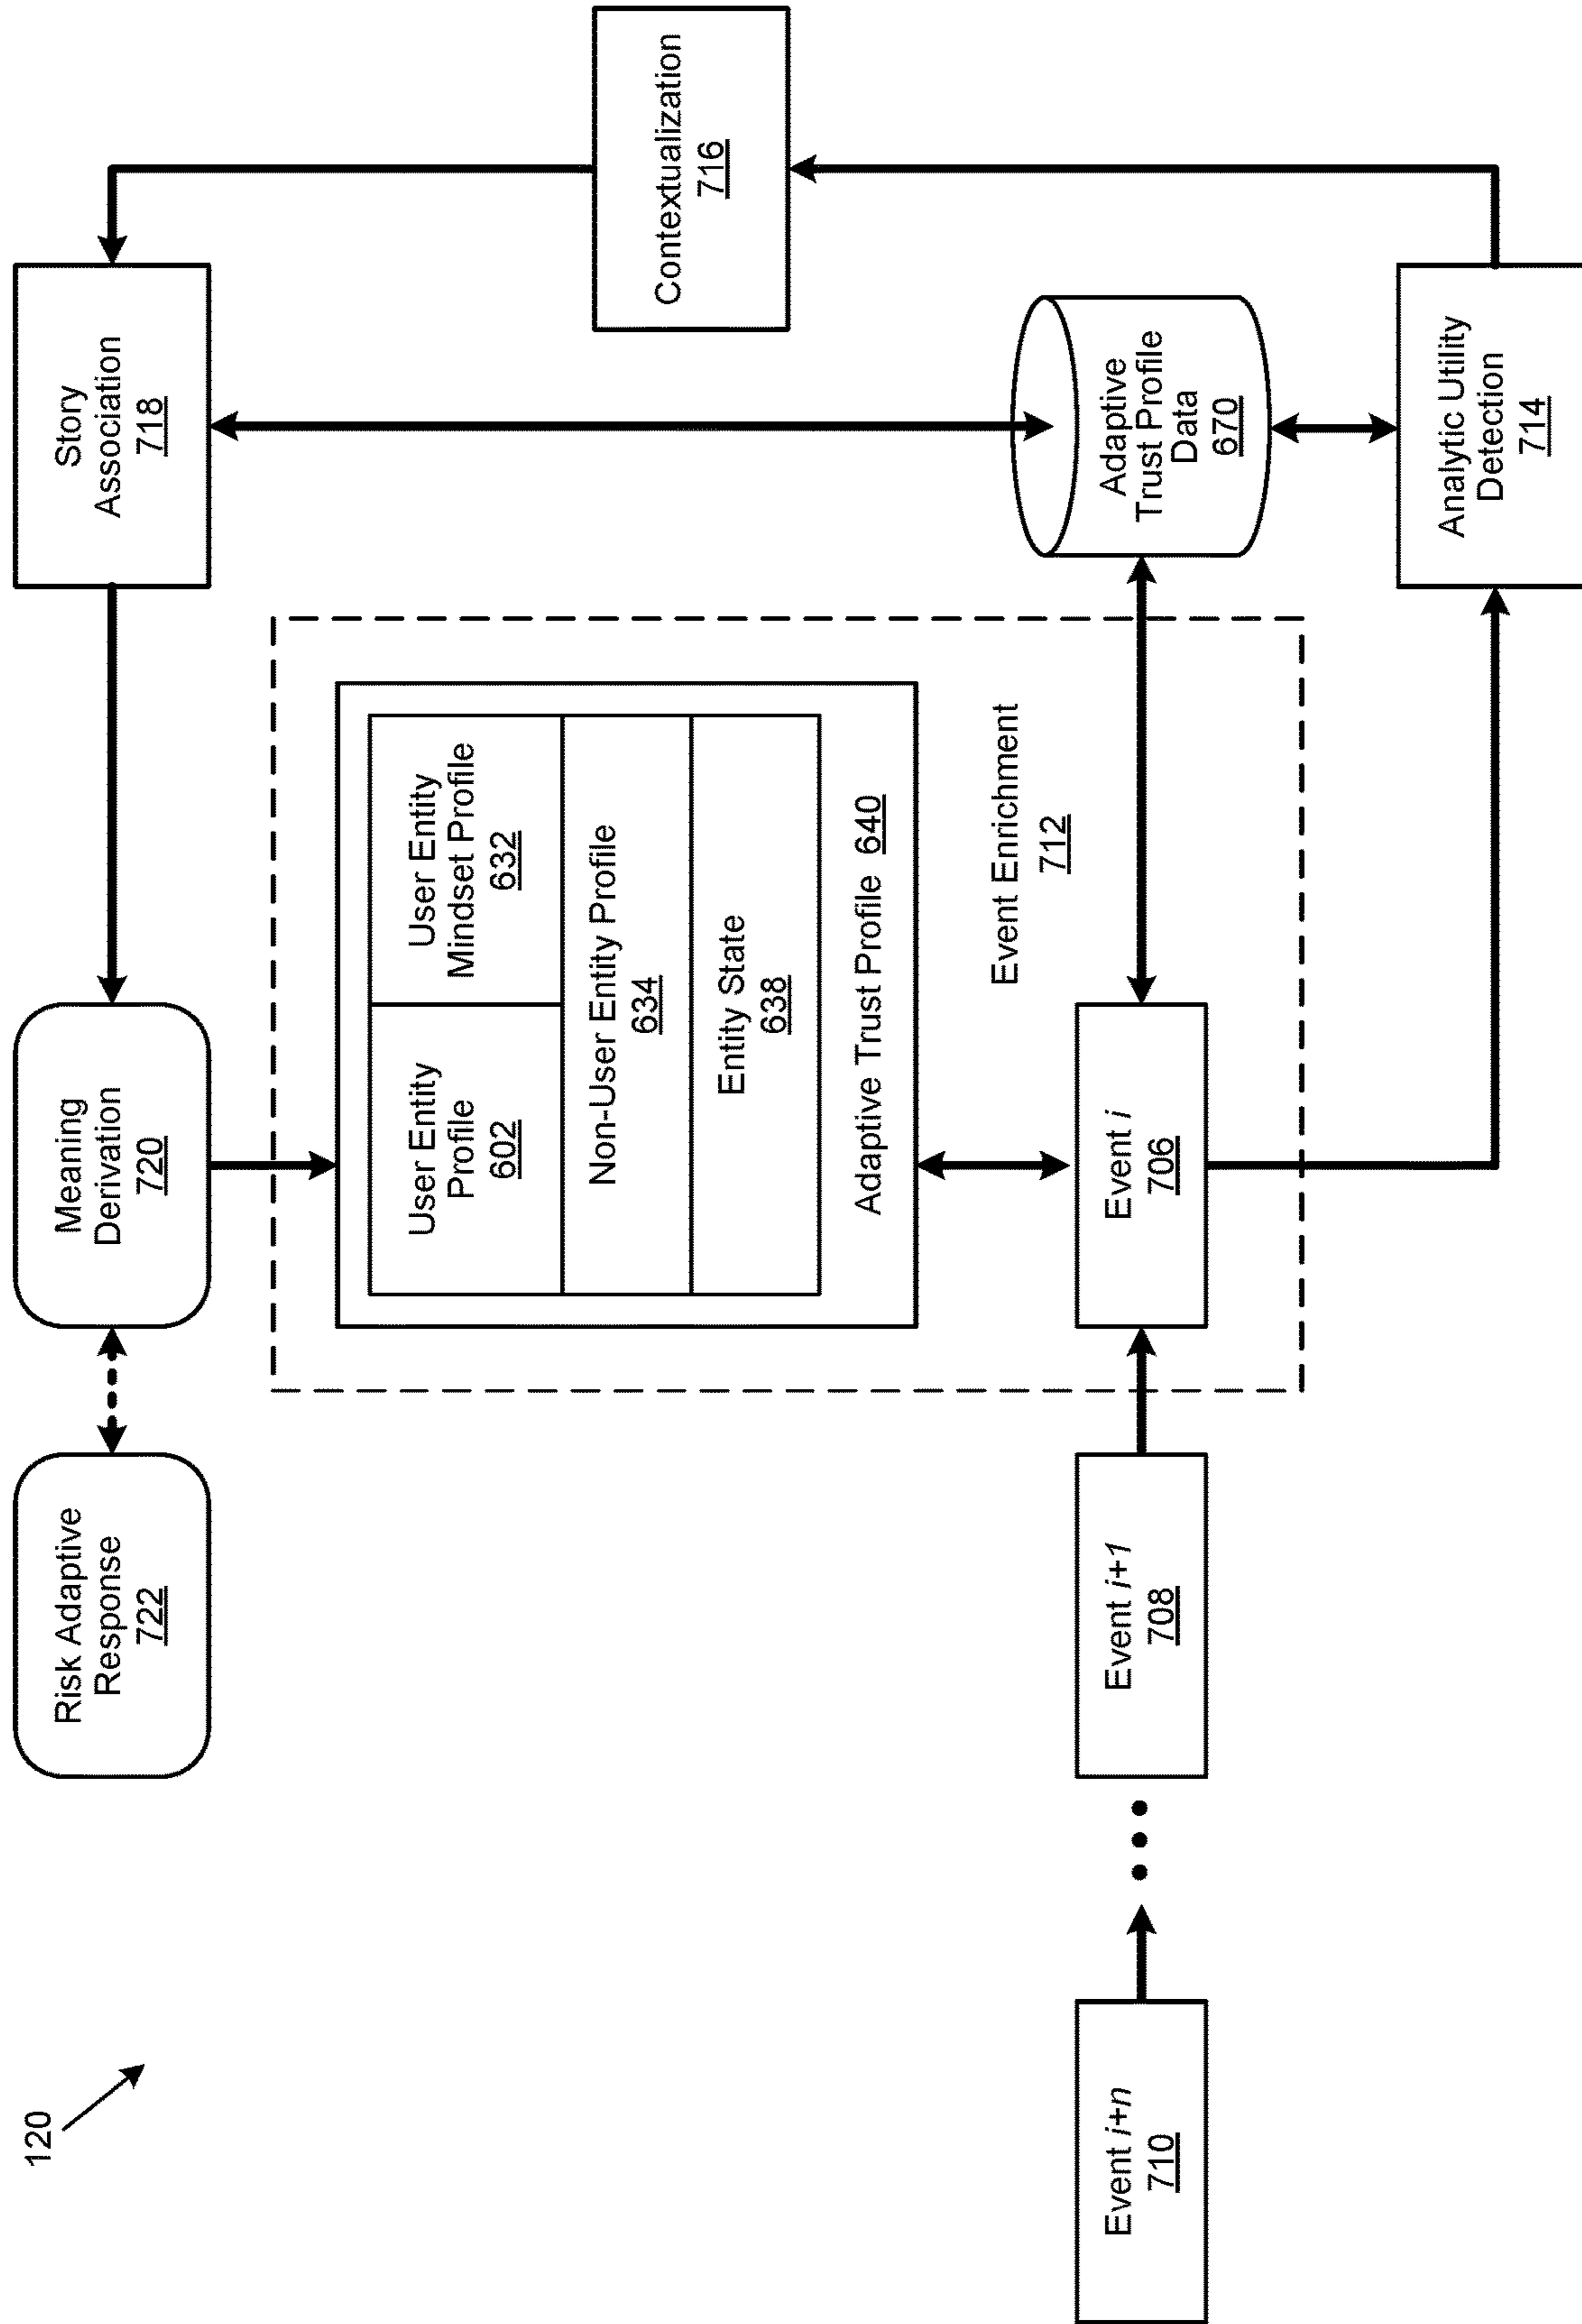 120
Risk Adaptive
Response
722
Meaning
Derivation
720
Story
Association
718
User Entity
Profile
602
User Entity
Mindset Profile
632
Non-User Entity Profile
634
Entity State
638
Adaptive Trust Profile 640
Event Enrichment
712
Contextualization
716
Event i+n
710
Event i+1
708
Event i
706
Adaptive
Trust Profile
Data
670
Analytic Utility
Detection
714